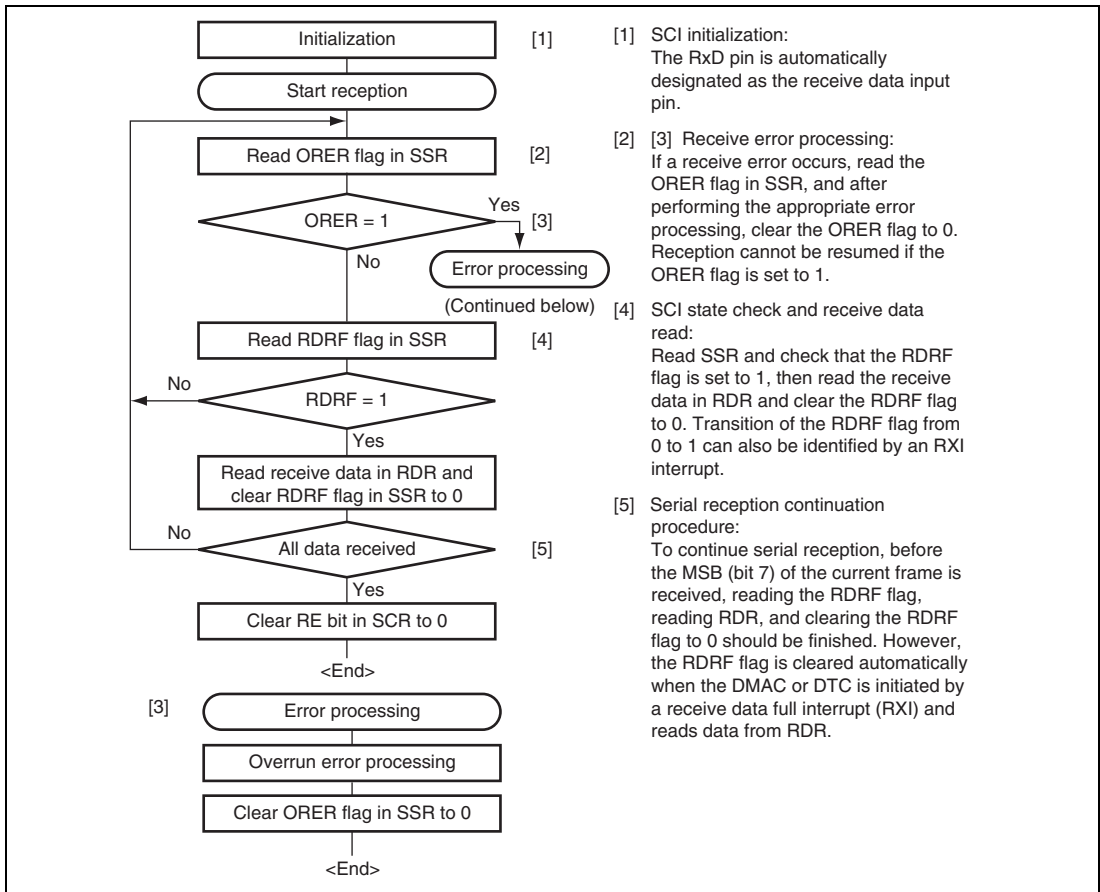 Initialization
[1]
Start reception
Read ORER flag in SSR
[2]
ORER = 1
Yes
[3]
No
Error processing
(Continued below)
Read RDRF flag in SSR
[4]
No
RDRF = 1
Yes
Read receive data in RDR and
clear RDRF flag in SSR to 0
No
All data received
[5]
Yes
Clear RE bit in SCR to 0
<End>
[3]
Error processing
Overrun error processing
Clear ORER flag in SSR to 0
<End>
[1] SCI initialization:
The RxD pin is automatically
designated as the receive data input
pin.
[2] [3] Receive error processing:
If a receive error occurs, read the
ORER flag in SSR, and after
performing the appropriate error
processing, clear the ORER flag to 0.
Reception cannot be resumed if the
ORER flag is set to 1.
[4] SCI state check and receive data
read:
Read SSR and check that the RDRF
flag is set to 1, then read the receive
data in RDR and clear the RDRF flag
to 0. Transition of the RDRF flag from
0 to 1 can also be identified by an RXI
interrupt.
[5] Serial reception continuation
procedure:
To continue serial reception, before
the MSB (bit 7) of the current frame is
received, reading the RDRF flag,
reading RDR, and clearing the RDRF
flag to 0 should be finished. However,
the RDRF flag is cleared automatically
when the DMAC or DTC is initiated by
a receive data full interrupt (RXI) and
reads data from RDR.